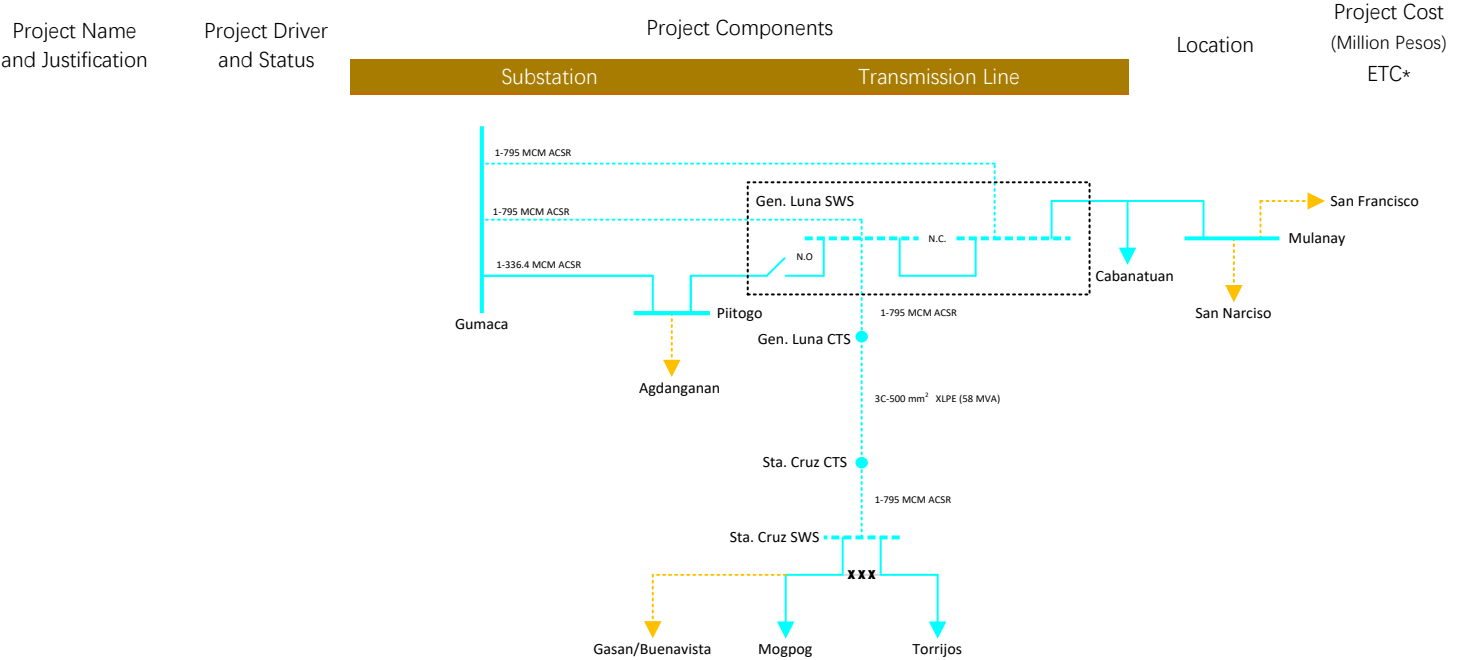 Project Name
and Justification
Project Driver
and Status
Project Components
Substation
Transmission Line
Location
Project Cost
(Million Pesos)
ETC*
1-795 MCM ACSR
Gen. Luna SWS
San Francisco
1-795 MCM ACSR
N.C.
Mulanay
N.O
1-336.4 MCM ACSR
Cabanatuan
Gumaca
Piitogo
1-795 MCM ACSR
San Narciso
Gen. Luna CTS
Agdanganan
3C-500 mm² XLPE (58 MVA)
Sta. Cruz CTS
1-795 MCM ACSR
Sta. Cruz SWS
X X X
Gasan/Buenavista
Mogpog
Torrijos